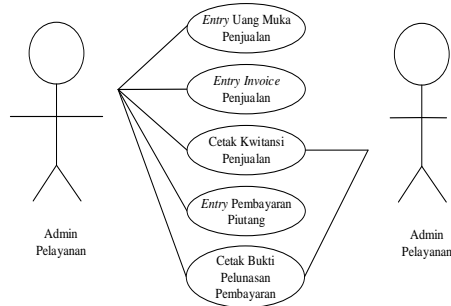 Entry Uang Muka
Penjualan
Entry Invoice
Penjualan
Cetak Kwitansi
Penjualan
Entry Pembayaran
Piutang
Cetak Bukti
Pelunasan
Pembayaran
Admin
Pelayanan
Admin
Pelayanan